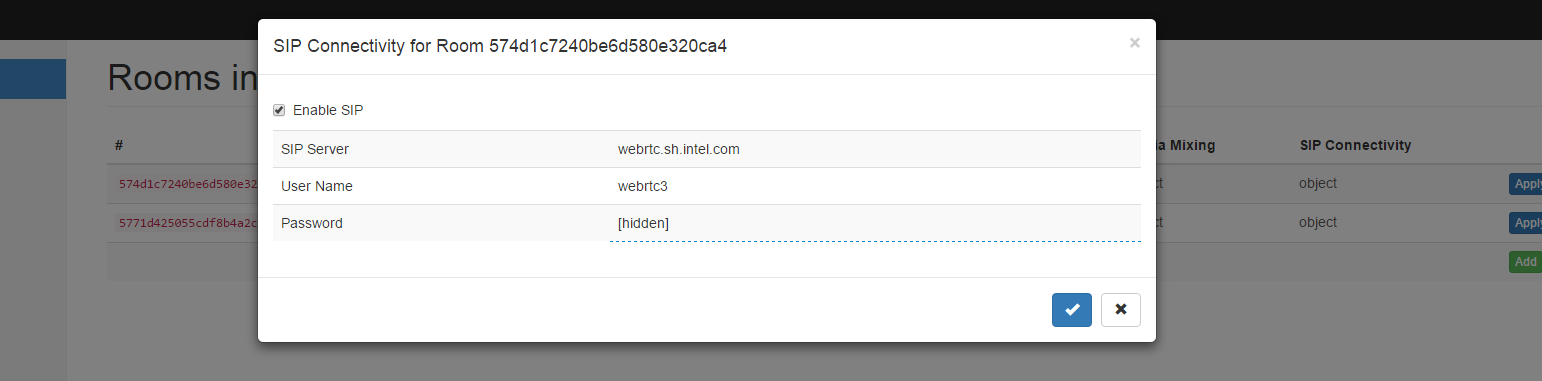 SIP Connectivity for Room 574d1c7240be6d580e320ca4 ×
Rooms in
Enable SIP
# a Mixing SIP Connectivity
SIP Server webrtc.sh.intel.com
574d1c7240be6d580e32 ct object Apply
User Name webrtc3
5771d425055cdf8b4a2c ct object Apply
Password [hidden]
Add